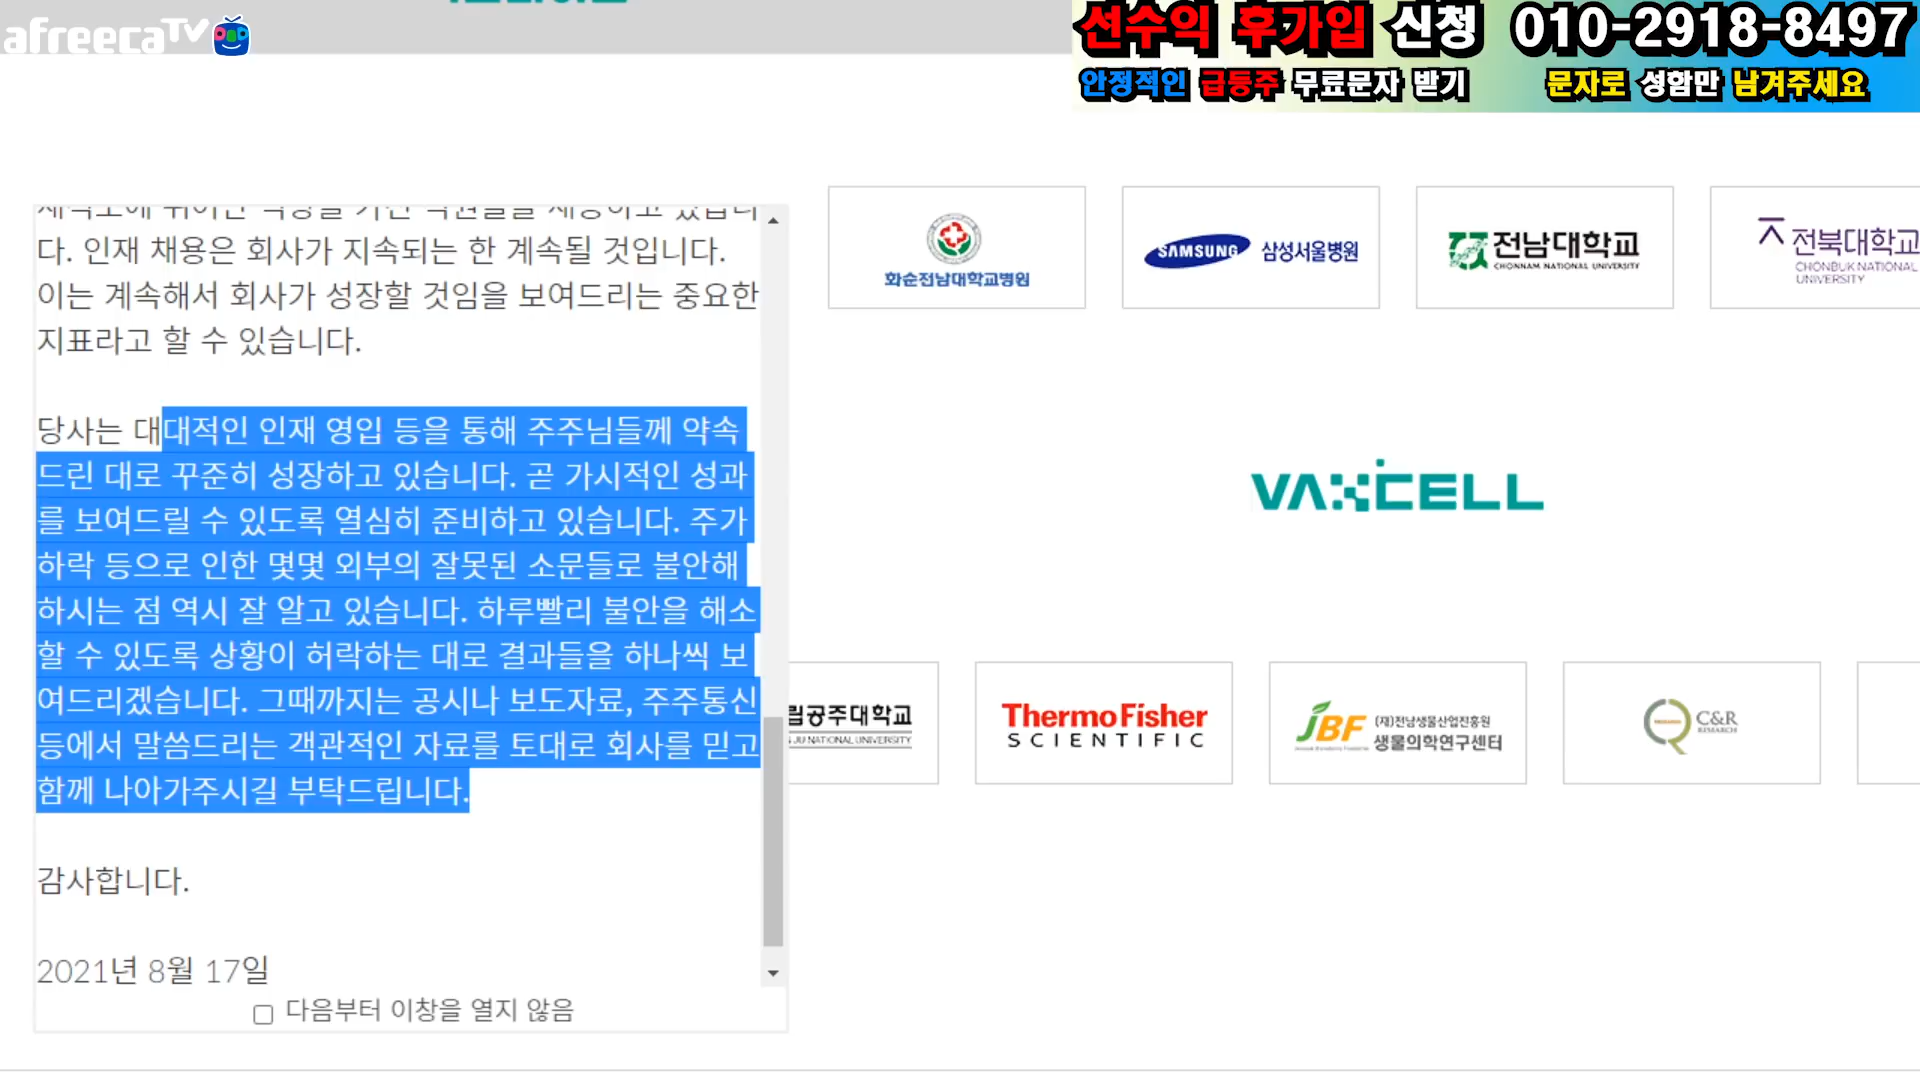 afreecaTV
선수익 후가입 신청 010-2918-8497
안정적인 급등주 무료문자 받기 문자로 성함만 남겨주세요
다. 인재 채용은 회사가 지속되는 한 계속될 것입니다.
이는 계속해서 회사가 성장할 것임을 보여드리는 중요한
지표라고 할 수 있습니다.
당사는 대대적인 인재 영입 등을 통해 주주님들께 약속
드린 대로 꾸준히 성장하고 있습니다. 곧 가시적인 성과
를 보여드릴 수 있도록 열심히 준비하고 있습니다. 주가
하락 등으로 인한 몇몇 외부의 잘못된 소문들로 불안해
하시는 점 역시 잘 알고 있습니다. 하루빨리 불안을 해소
할 수 있도록 상황이 허락하는 대로 결과들을 하나씩 보
여드리겠습니다. 그때까지는 공시나 보도자료, 주주통신
등에서 말씀드리는 객관적인 자료를 토대로 회사를 믿고
함께 나아가주시길 부탁드립니다.
감사합니다.
2021년 8월 17일
다음부터 이창을 열지 않음
화순전남대학교병원
SAMSUNG 삼성서울병원
전남대학교
CHONNAM NATIONAL UNIVERSITY
전북대학교
CHONBUK NATIONAL
UNIVERSITY
VAXCELL
립공주대학교
JU NATIONAL UNIVERSITY
ThermoFisher
SCIENTIFIC
JBF (재)전남생물산업진흥원
생물의학연구센터
C&R
RESEARCH